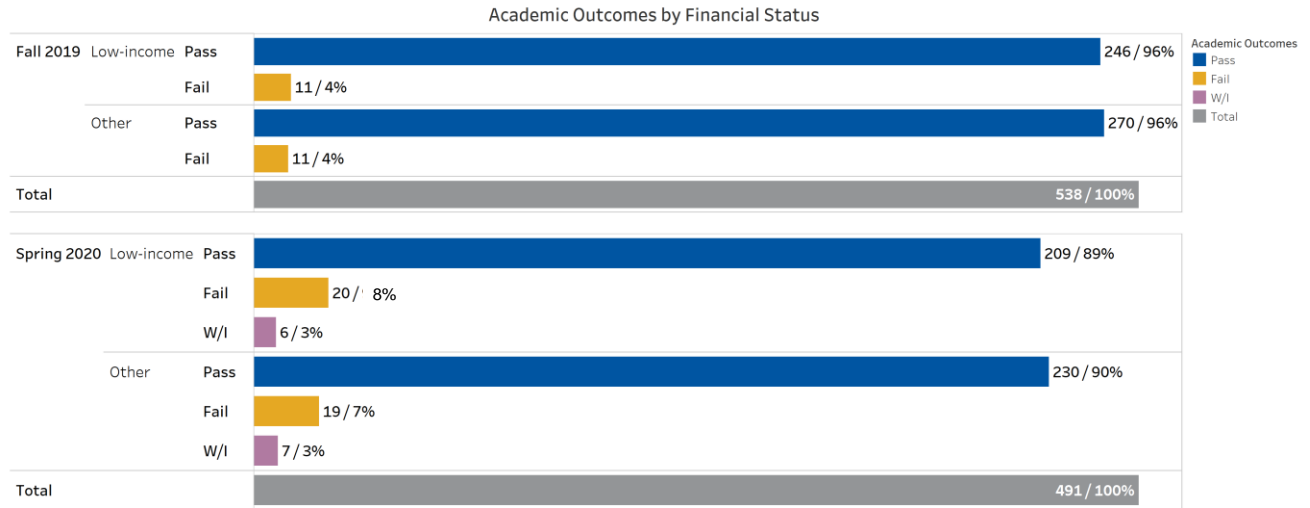 Academic Outcomes by Financial Status
Fall 2019 Low-income Pass 246 / 96%
Fail 11 / 4%
Other Pass 270 / 96%
Fail 11 / 4%
Total 538 / 100%
Academic Outcomes
Pass
Fail
W/I
Total
Spring 2020 Low-income Pass 209 / 89%
Fail 20 / 8%
W/I 6 / 3%
Other Pass 230 / 90%
Fail 19 / 7%
W/I 7 / 3%
Total 491 / 100%